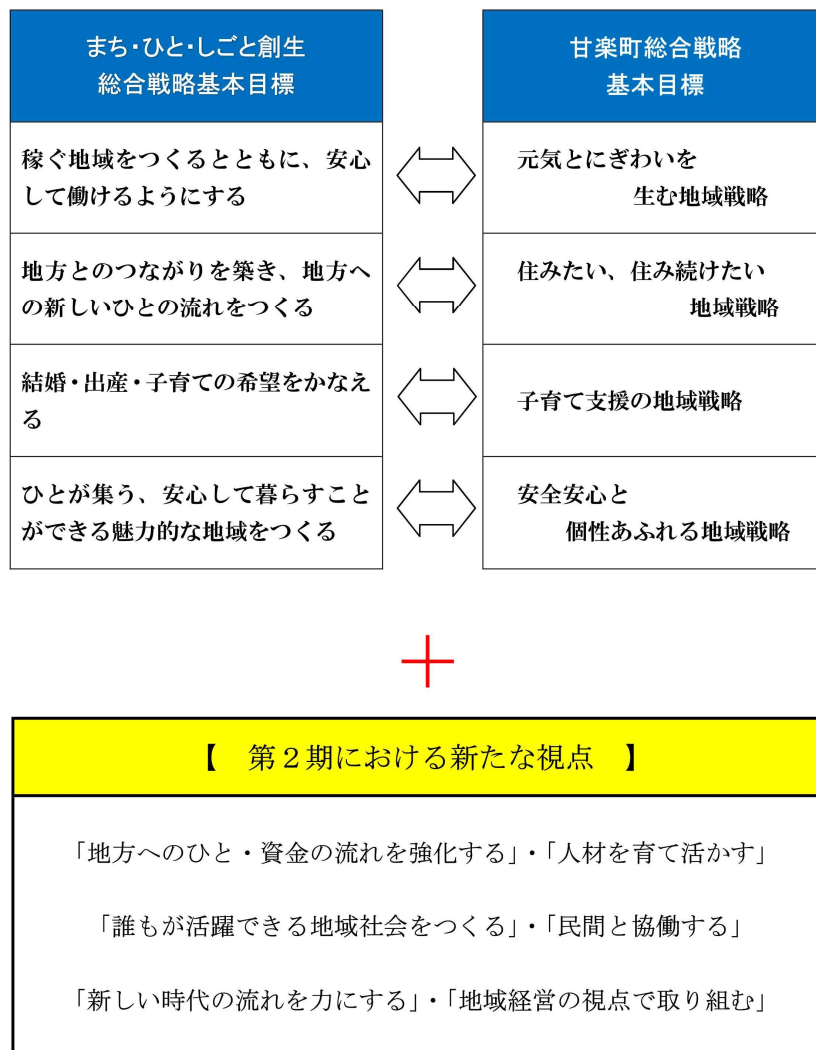 まち・ひと・しごと創生
総合戦略基本目標
甘楽町総合戦略
基本目標
稼ぐ地域をつくるとともに、安心
して働けるようにする
元気とにぎわいを
生む地域戦略
地方とのつながりを築き、地方へ
の新しいひとの流れをつくる
住みたい、住み続けたい
地域戦略
結婚・出産・子育ての希望をかなえ
る
子育て支援の地域戦略
ひとが集う、安心して暮らすこと
ができる魅力的な地域をつくる
安全安心と
個性あふれる地域戦略
【　第２期における新たな視点　】
「地方へのひと・資金の流れを強化する」・「人材を育て活かす」
「誰もが活躍できる地域社会をつくる」・「民間と協働する」
「新しい時代の流れを力にする」・「地域経営の視点で取り組む」